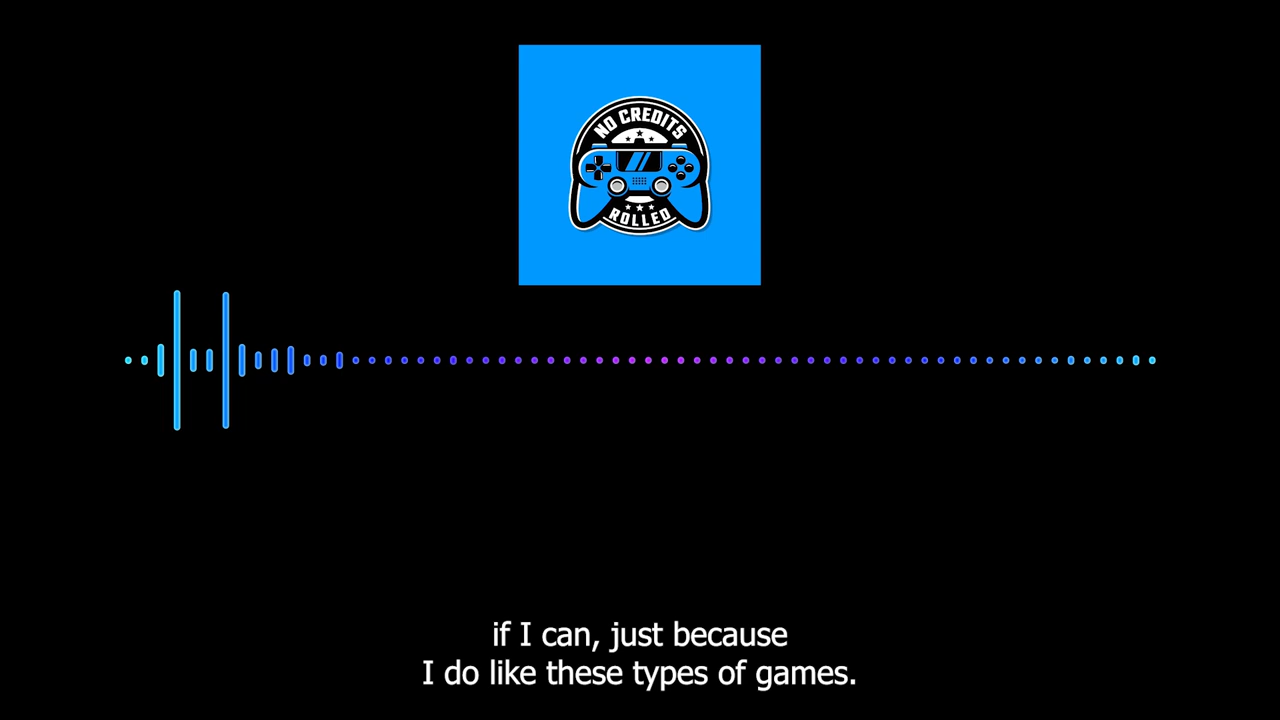 NO CREDITS
ROLLED
if I can, just because
I do like these types of games.